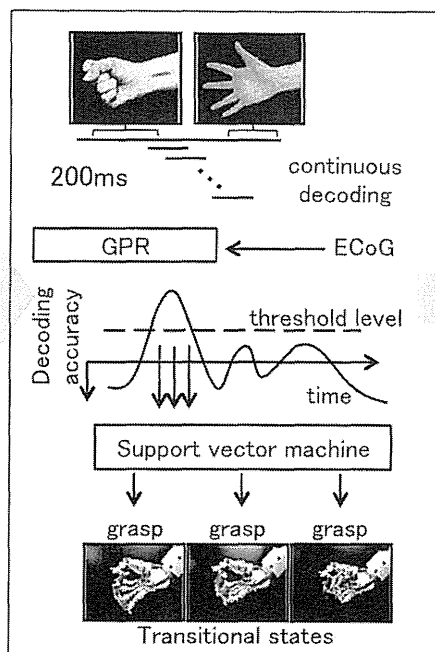 200ms
continuous
decoding
GPR
ECoG
Decoding
accuracy
threshold level
time
Support vector machine
grasp grasp grasp
Transitional states